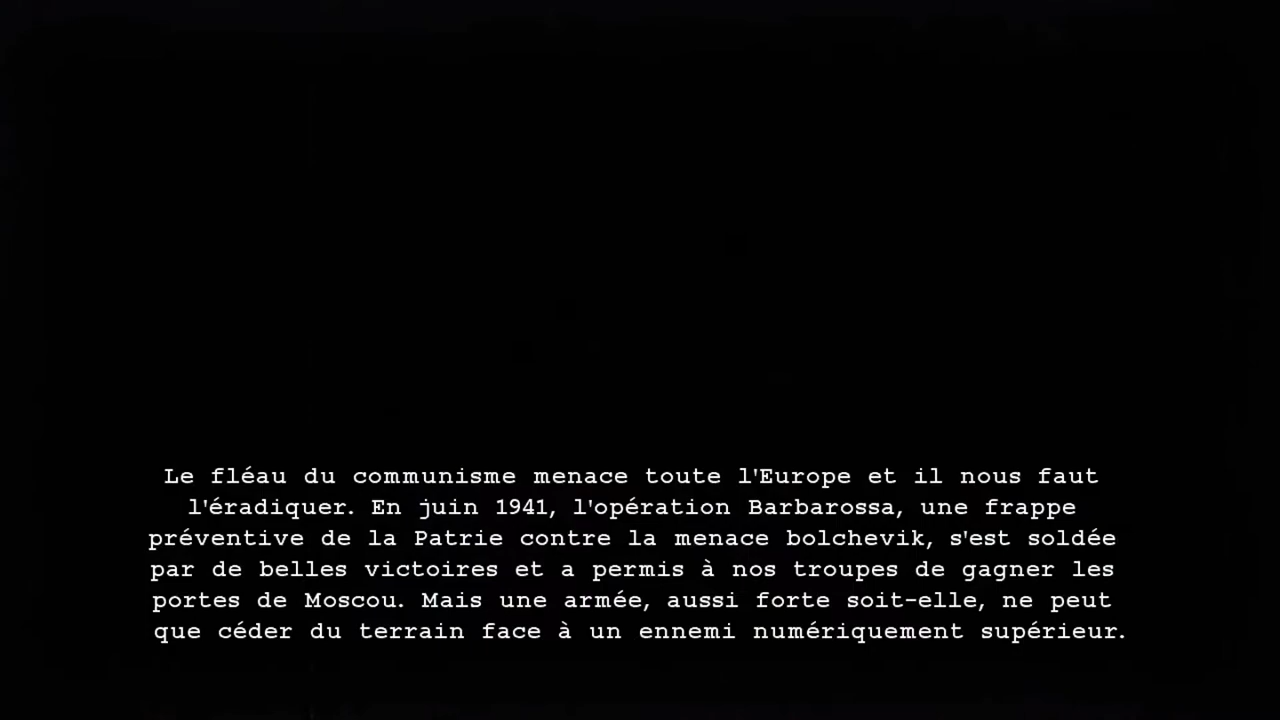 Le fléau du communisme menace toute l'Europe et il nous faut
l'éradiquer. En juin 1941, l'opération Barbarossa, une frappe
préventive de la Patrie contre la menace bolchevik, s'est soldée
par de belles victoires et a permis à nos troupes de gagner les
portes de Moscou. Mais une armée, aussi forte soit-elle, ne peut
que céder du terrain face à un ennemi numériquement supérieur.